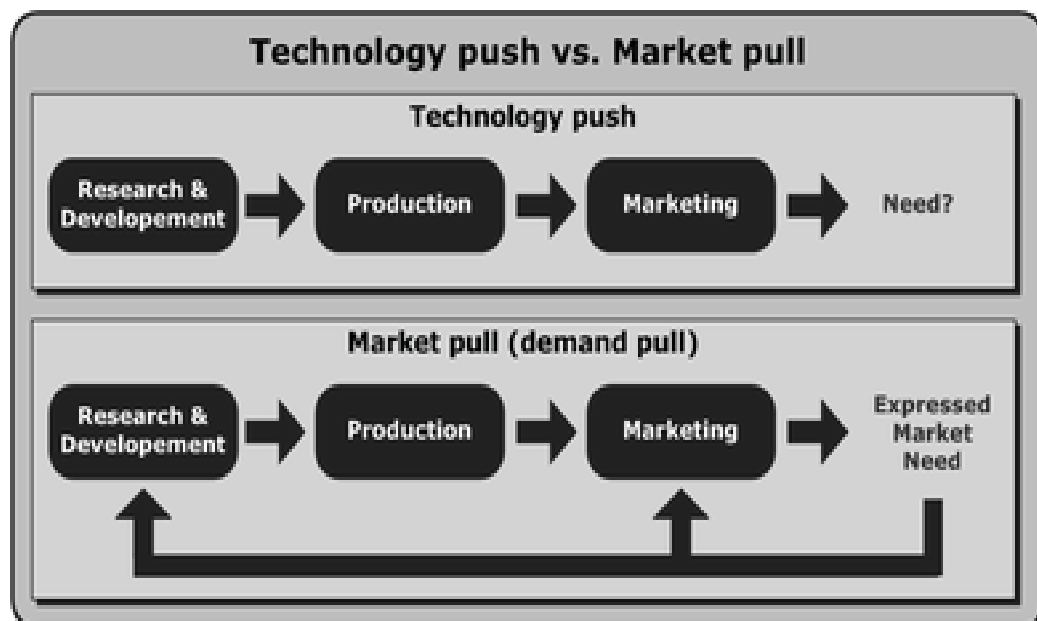 Technology push vs. Market pull
Technology push
Research &
Developement
Production
Marketing
Need?
Market pull (demand pull)
Research &
Developement
Production
Marketing
Expressed
Market
Need